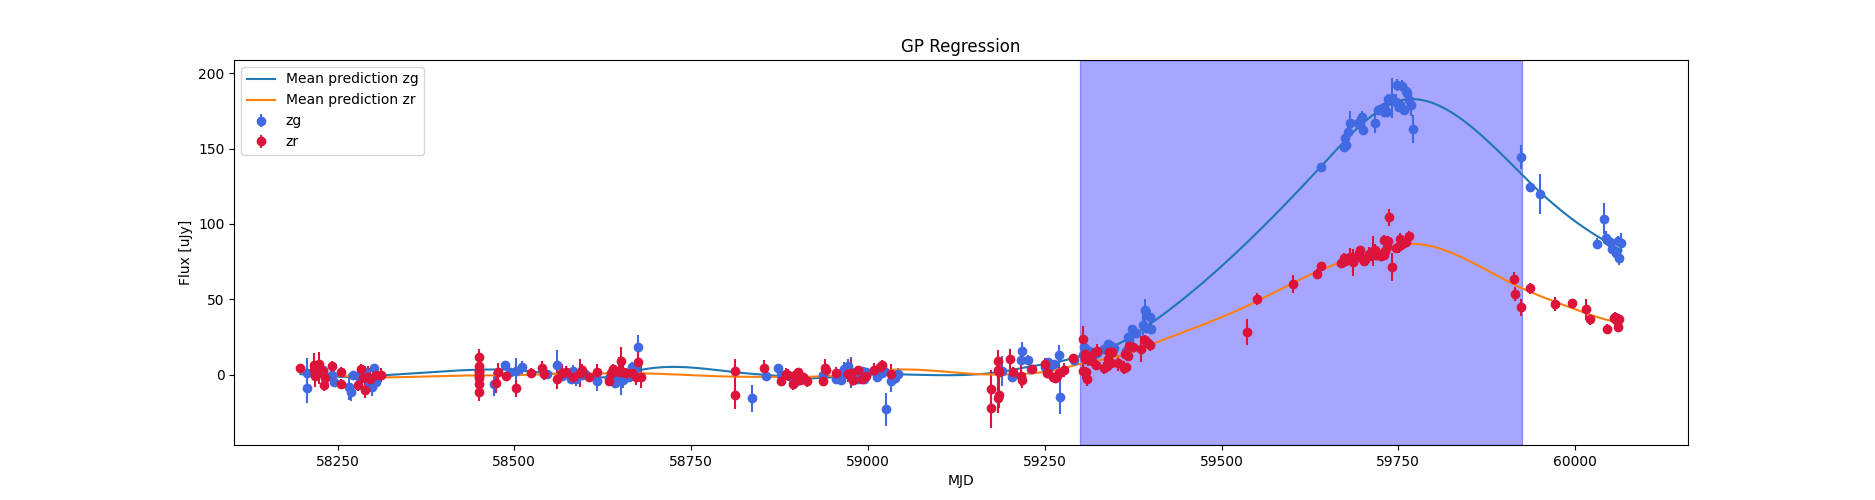 GP Regression
Mean prediction zg
Mean prediction zr
zg
zr
Flux [uJy]
200
150
100
50
0
58250 58500 58750 59000 59250 59500 59750 60000
MJD